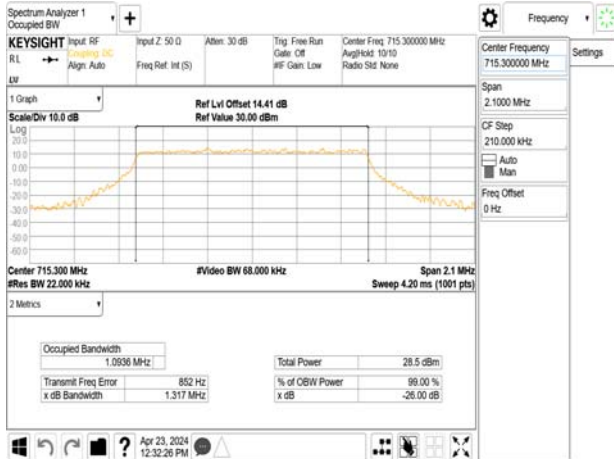 Spectrum Analyzer 1
Occupied BW
+
Frequency
KEYSIGHT Input: RF Input Z: 50 Ω Atten: 30 dB Trig: Free Run Center Freq: 715.300000 MHz
RL Coupling: DC Gate: Off Avg|Hold: 10/10
Align: Auto Freq Ref: Int (S) #IF Gain: Low Radio Std: None
Center Frequency
715.300000 MHz
Settings
Span
2.1000 MHz
CF Step
210.000 kHz
Auto
Man
Freq Offset
0 Hz
1 Graph
Ref Lvl Offset 14.41 dB
Scale/Div 10.0 dB Ref Value 30.00 dBm
Log
20.0
10.0
0.00
-10.0
-20.0
-30.0
-40.0
-50.0
-60.0
Center 715.300 MHz #Video BW 68.000 kHz Span 2.1 MHz
#Res BW 22.000 kHz Sweep 4.20 ms (1001 pts)
2 Metrics
Occupied Bandwidth
1.0936 MHz Total Power 28.5 dBm
Transmit Freq Error 852 Hz % of OBW Power 99.00 %
x dB Bandwidth 1.317 MHz x dB -26.00 dB
? Apr 23, 2024
12:32:26 PM